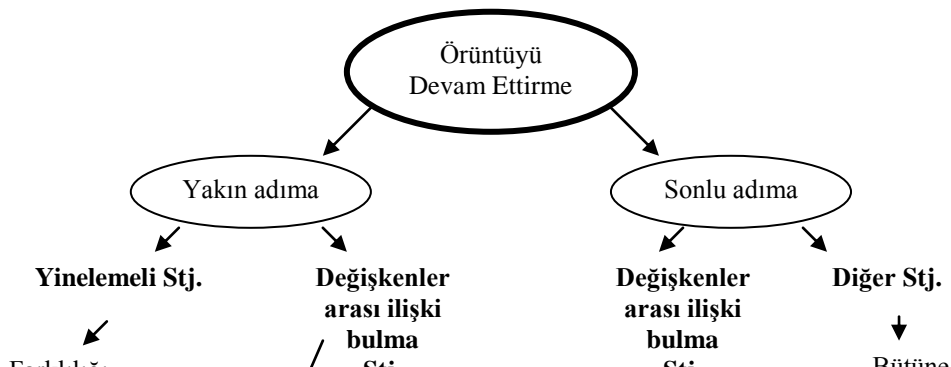 Örüntüyü
Devam Ettirme
Yakın adıma
Sonlu adıma
Yinelemeli Stj.
Değişkenler
arası ilişki
bulma
Değişkenler
arası ilişki
bulma
Diğer Stj.